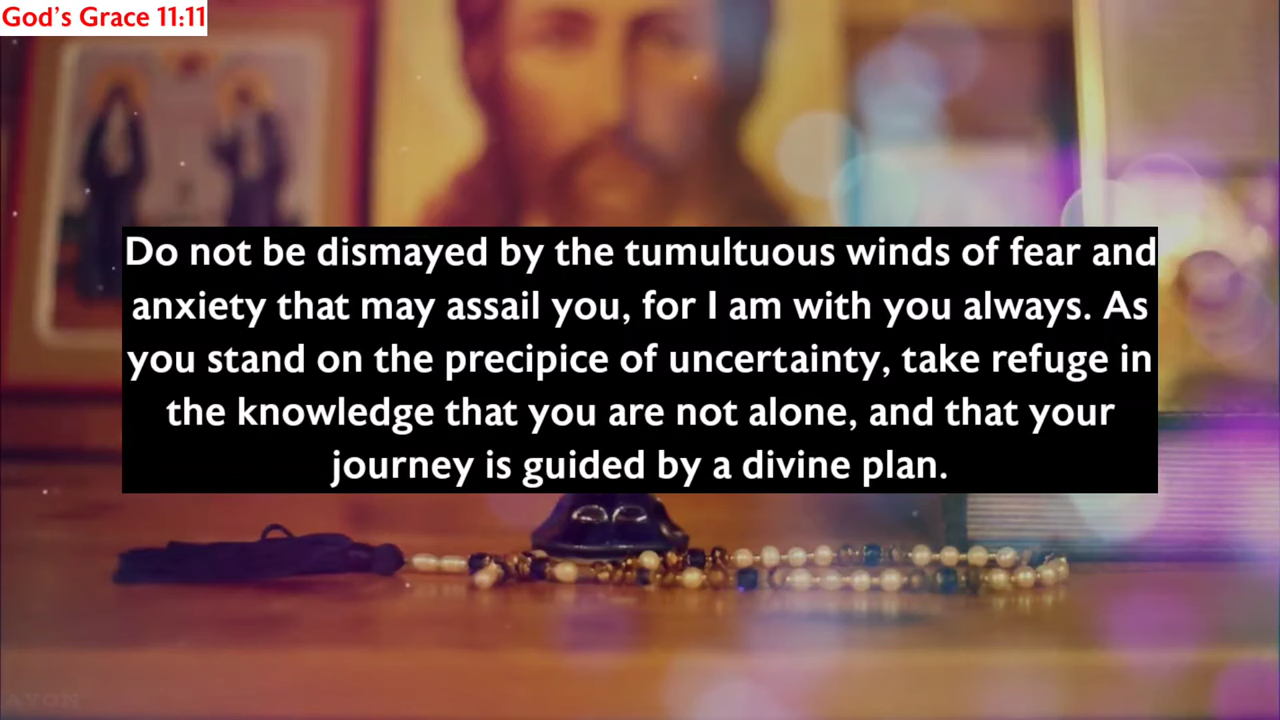 God's Grace 11:11
Do not be dismayed by the tumultuous winds of fear and
anxiety that may assail you, for I am with you always. As
you stand on the precipice of uncertainty, take refuge in
the knowledge that you are not alone, and that your
journey is guided by a divine plan.
AVON